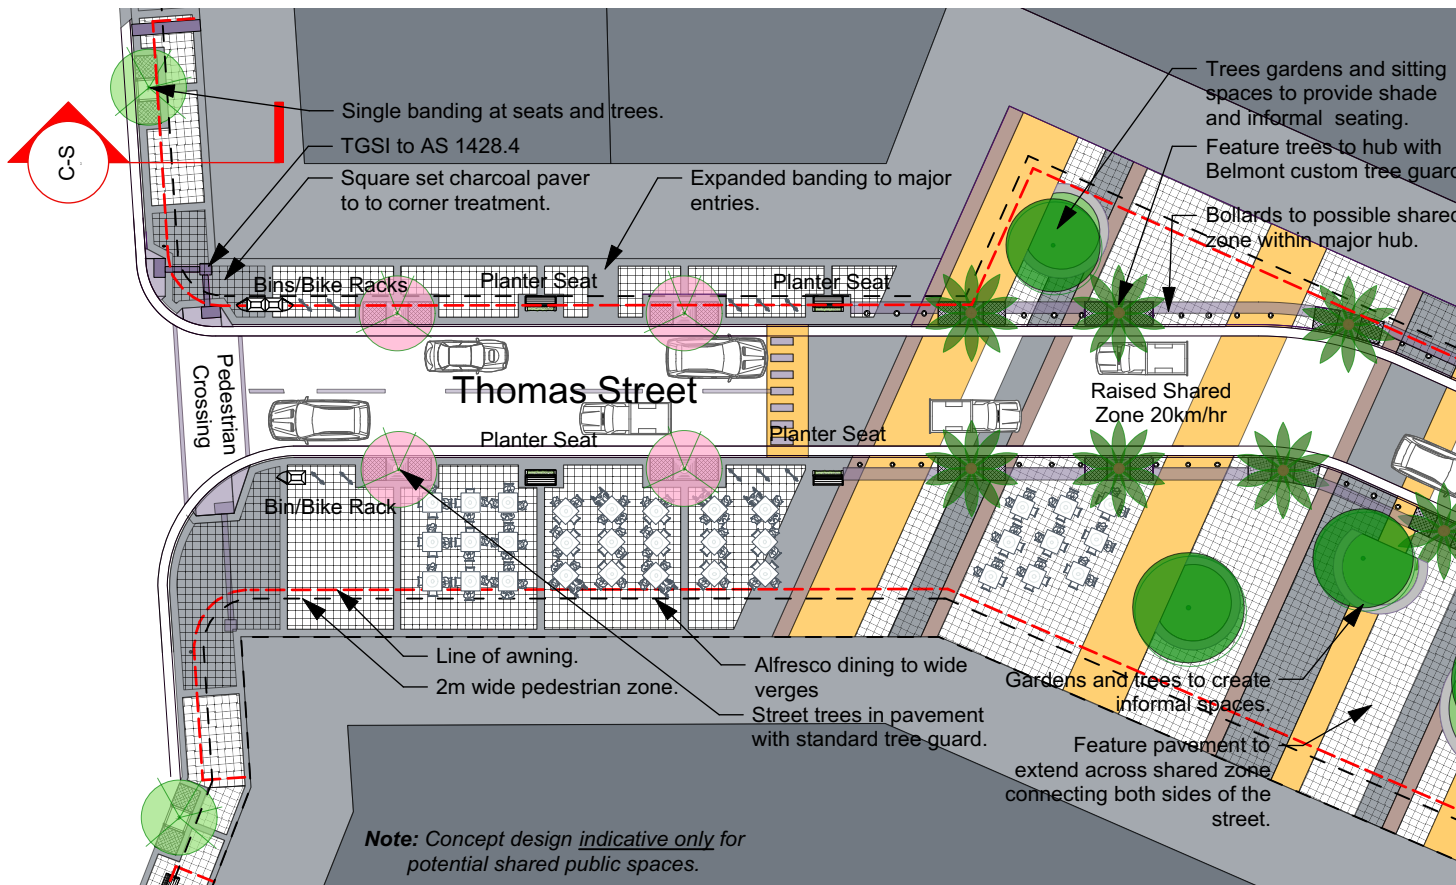 Single banding at seats and trees.
TGSI to AS 1428.4
Square set charcoal paver
to to corner treatment.
Expanded banding to major
entries.
Trees gardens and sitting
spaces to provide shade
and informal seating.
Feature trees to hub with
Belmont custom tree guard
Bollards to possible shared
zone within major hub.
C-S
Bins/Bike Racks
Planter Seat
Planter Seat
Pedestrian
Crossing
Thomas Street
Raised Shared
Zone 20km/hr
Planter Seat
Planter Seat
Bin/Bike Rack
Line of awning.
2m wide pedestrian zone.
Alfresco dining to wide
verges
Street trees in pavement
with standard tree guard.
Gardens and trees to create
informal spaces.
Feature pavement to
extend across shared zone
connecting both sides of the
street.
Note: Concept design indicative only for
potential shared public spaces.